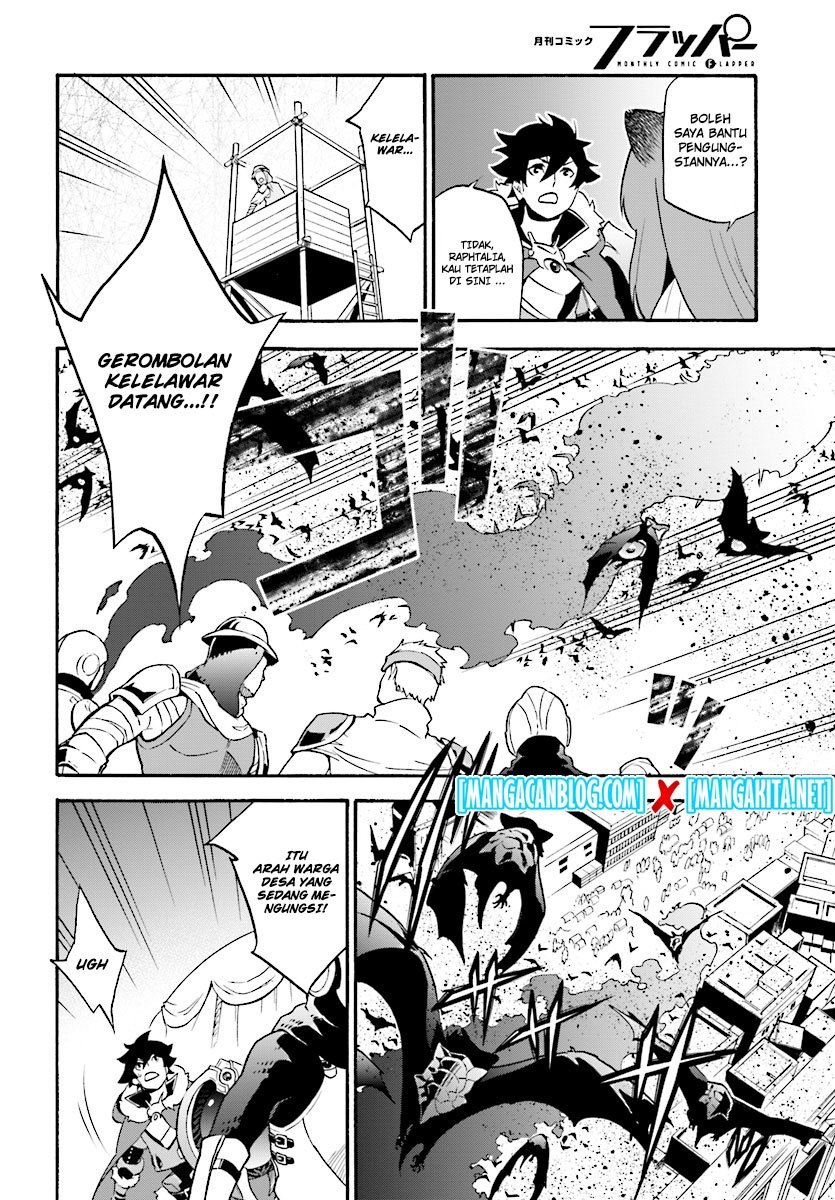 月刊コミック フラッパー
MONTHLY COMIC FLAPPER
BOLEH
SAYA BANTU
PENGUNG-
SIANNYA...?
TIDAK,
RAPHTALIA,
KAU TETAPLAH
DI SINI ...
KELELA-
WAR...
GEROMBOLAN
KELELAWAR
DATANG...!!
[MANGACANBLOG.COM] X [MANGAKITA.NET]
ITU
ARAH WARGA
DESA YANG
SEDANG ME-
NGUNGSI!
UGH